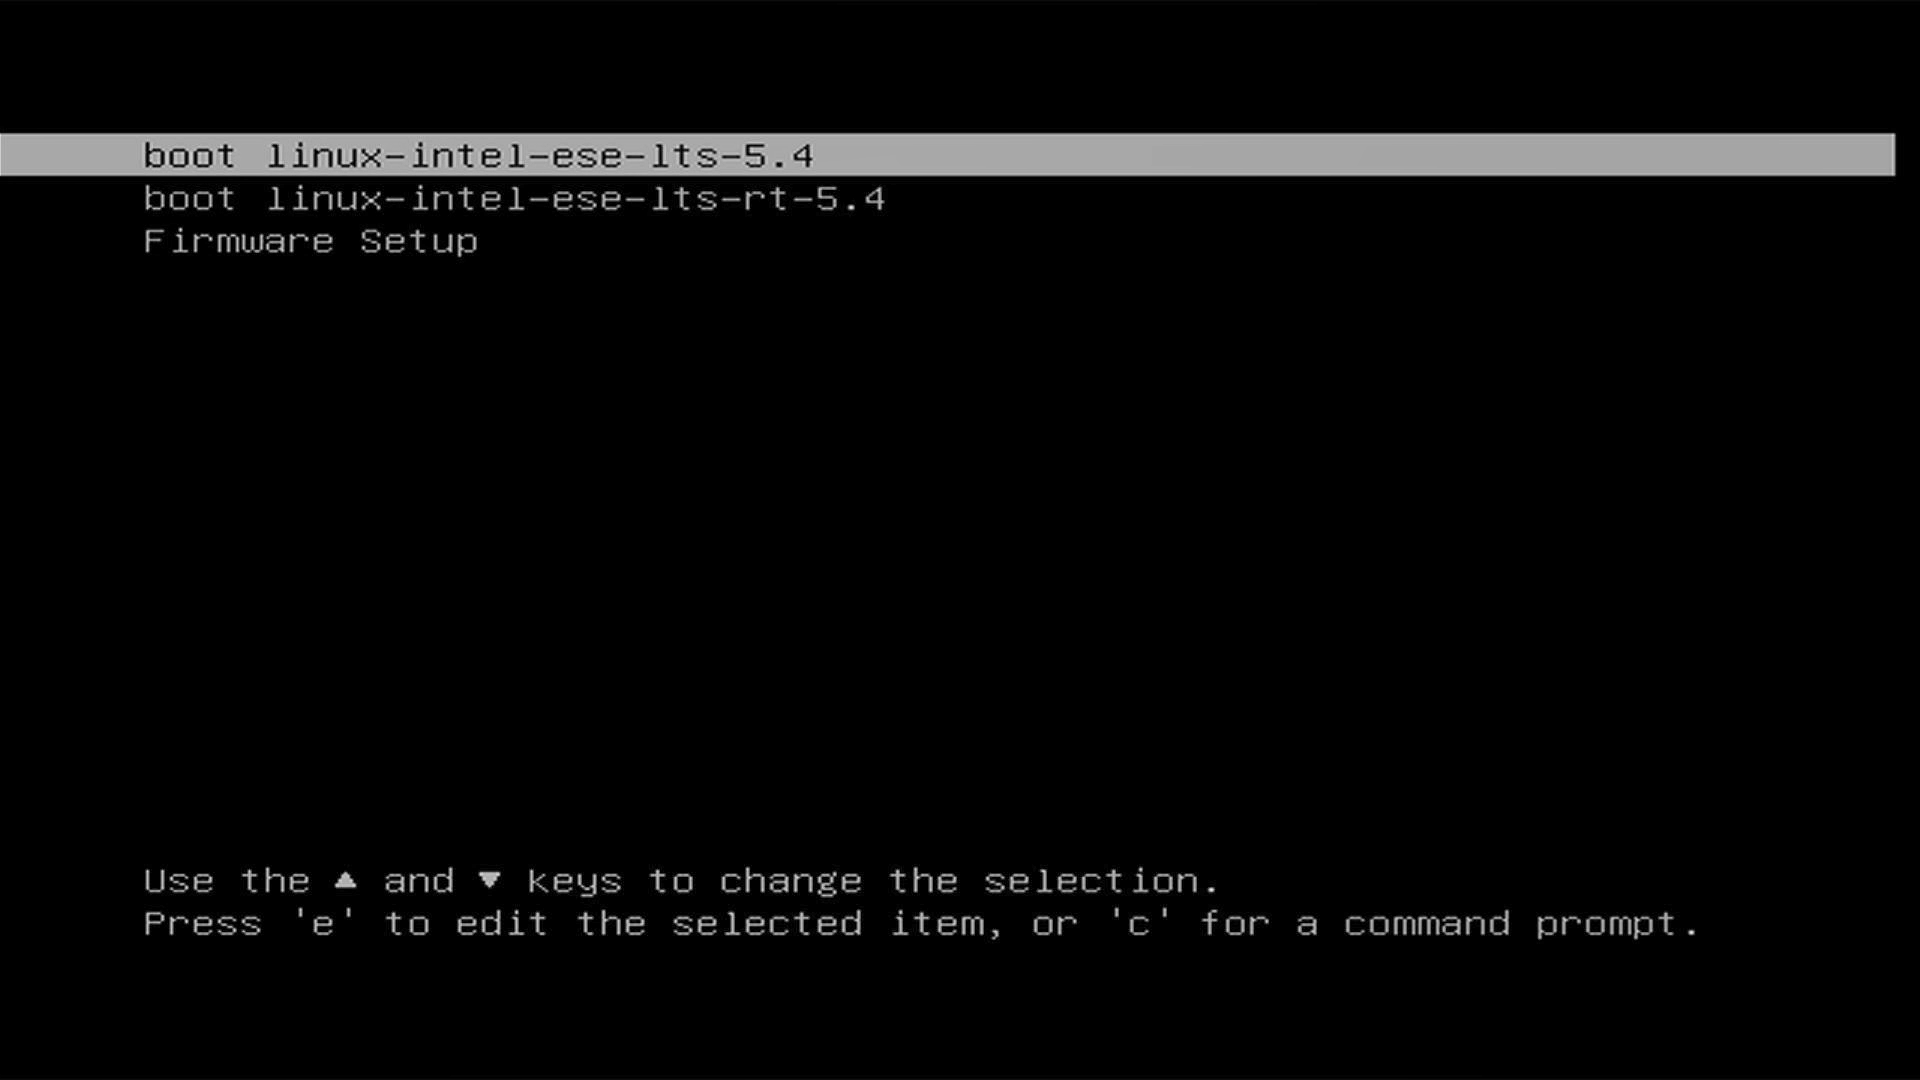 boot linux-intel-ese-lts-5.4
boot linux-intel-ese-lts-rt-5.4
Firmware Setup
Use the ▲ and ▼ keys to change the selection.
Press 'e' to edit the selected item, or 'c' for a command prompt.